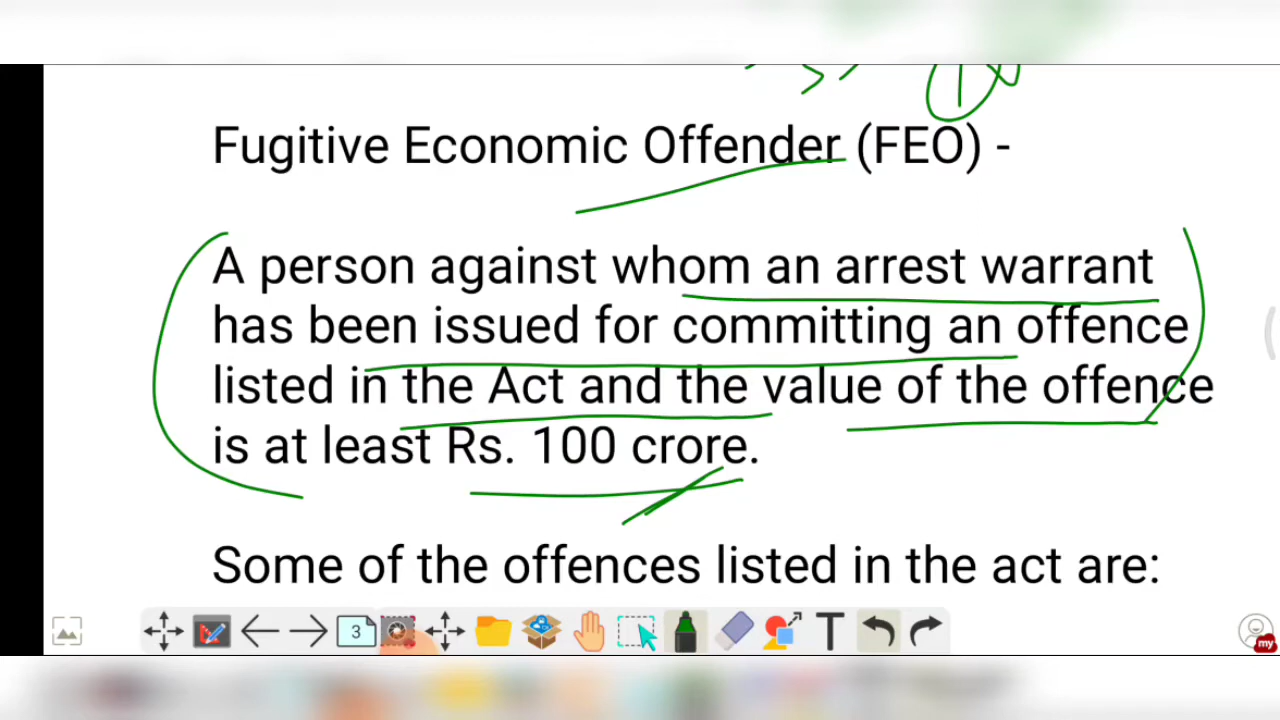 Fugitive Economic Offender (FEO) -
A person against whom an arrest warrant
has been issued for committing an offence
listed in the Act and the value of the offence
is at least Rs. 100 crore.
Some of the offences listed in the act are:
3
T
my